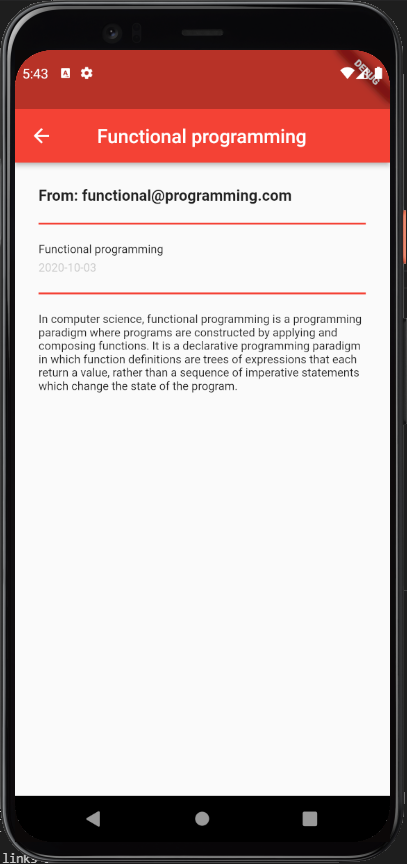 5:43
A
DEBUG
Functional programming
From: functional@programming.com
Functional programming
2020-10-03
In computer science, functional programming is a programming
paradigm where programs are constructed by applying and
composing functions. It is a declarative programming paradigm
in which function definitions are trees of expressions that each
return a value, rather than a sequence of imperative statements
which change the state of the program.
links